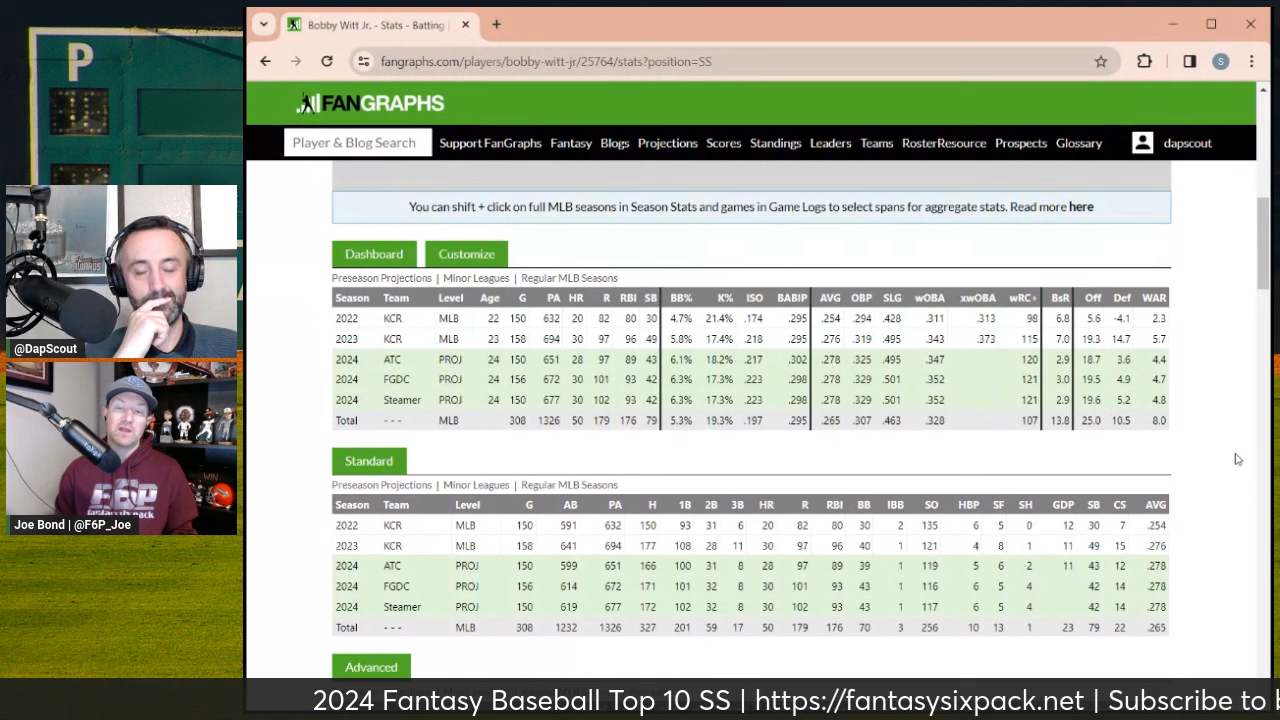 P
@DapScout
Joe Bond | @F6P_Joe
Bobby Witt Jr. - Stats - Batting |
fangraphs.com/players/bobby-witt-jr/25764/stats?position=SS
S
FANGRAPHS
Player & Blog Search Support FanGraphs Fantasy Blogs Projections Scores Standings Leaders Teams RosterResource Prospects Glossary dapscout
You can shift + click on full MLB seasons in Season Stats and games in Game Logs to select spans for aggregate stats. Read more here
Dashboard Customize
Preseason Projections | Minor Leagues | Regular MLB Seasons
Season Team Level Age G PA HR R RBI SB BB% K% ISO BABIP AVG OBP SLG wOBA xwOBA wRC+ BsR Off Def WAR
2022 KCR MLB 22 150 632 20 82 80 30 4.7% 21.4% .174 .295 .254 .294 .428 .311 .313 98 6.8 5.6 -4.1 2.3
2023 KCR MLB 23 158 694 30 97 96 49 5.8% 17.4% .218 .295 .276 .319 .495 .343 .373 115 7.0 19.3 14.7 5.7
2024 ATC PROJ 24 150 651 28 97 89 43 6.1% 18.2% .217 .302 .278 .325 .495 .347 120 2.9 18.7 3.6 4.4
2024 FGDC PROJ 24 156 672 30 101 93 42 6.3% 17.3% .223 .298 .278 .329 .501 .352 121 3.0 19.5 4.9 4.7
2024 Steamer PROJ 24 150 677 30 102 93 42 6.3% 17.3% .223 .298 .278 .329 .501 .352 121 2.9 19.6 5.2 4.8
Total - - - MLB 308 1326 50 179 176 79 5.3% 19.3% .197 .295 .265 .307 .463 .328 107 13.8 25.0 10.5 8.0
Standard
Preseason Projections | Minor Leagues | Regular MLB Seasons
Season Team Level G AB PA H 1B 2B 3B HR R RBI BB IBB SO HBP SF SH GDP SB CS AVG
2022 KCR MLB 150 591 632 150 93 31 6 20 82 80 30 2 135 6 5 0 12 30 7 .254
2023 KCR MLB 158 641 694 177 108 28 11 30 97 96 40 1 121 4 8 1 11 49 15 .276
2024 ATC PROJ 150 599 651 166 100 31 8 28 97 89 39 1 119 5 6 2 11 43 12 .278
2024 FGDC PROJ 156 614 672 171 101 32 8 30 101 93 43 1 116 6 5 4 42 14 .278
2024 Steamer PROJ 150 619 677 172 102 32 8 30 102 93 43 1 117 6 5 4 42 14 .278
Total - - - MLB 308 1232 1326 327 201 59 17 50 179 176 70 3 256 10 13 1 23 79 22 .265
Advanced
2024 Fantasy Baseball Top 10 SS | https://fantasysixpack.net | Subscribe to